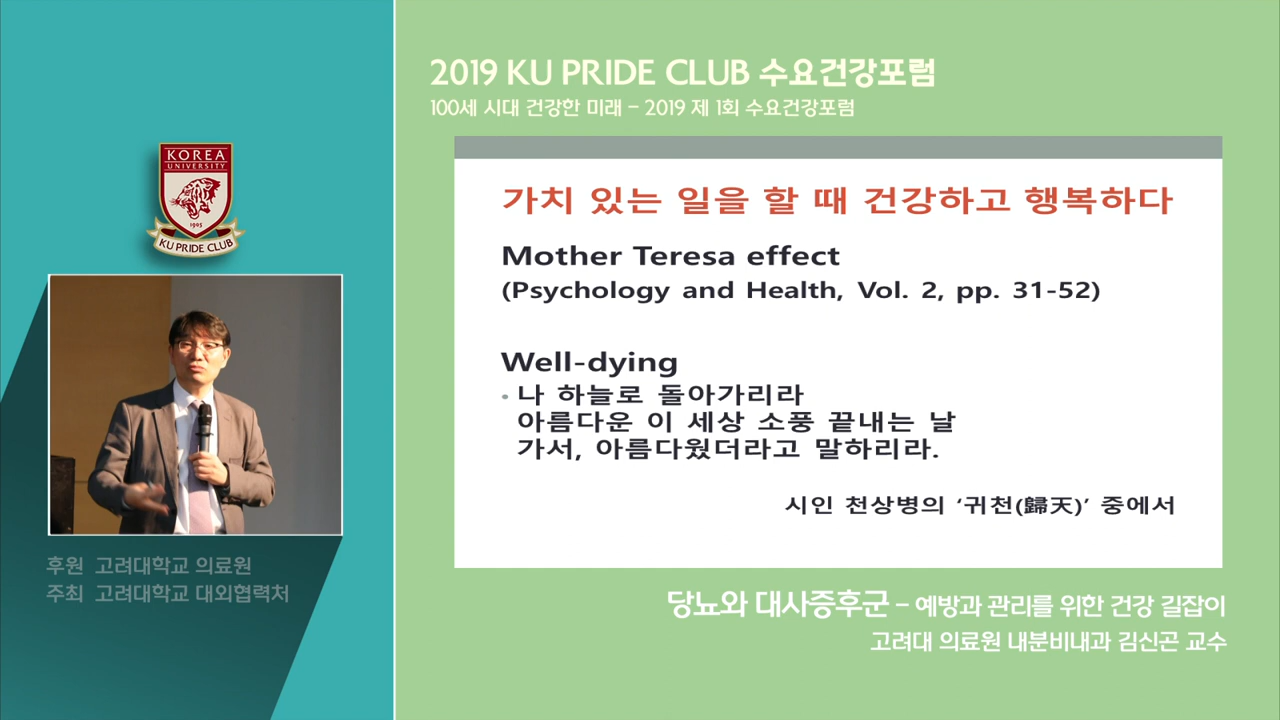 2019 KU PRIDE CLUB 수요건강포럼
100세 시대 건강한 미래 – 2019 제 1회 수요건강포럼
KOREA
UNIVERSITY
1905
KU PRIDE CLUB
가치 있는 일을 할 때 건강하고 행복하다
Mother Teresa effect
(Psychology and Health, Vol. 2, pp. 31-52)
Well-dying
• 나 하늘로 돌아가리라
아름다운 이 세상 소풍 끝내는 날
가서, 아름다웠더라고 말하리라.
시인 천상병의 ‘귀천(歸天)’ 중에서
후원 고려대학교 의료원
주최 고려대학교 대외협력처
당뇨와 대사증후군 – 예방과 관리를 위한 건강 길잡이
고려대 의료원 내분비내과 김신곤 교수